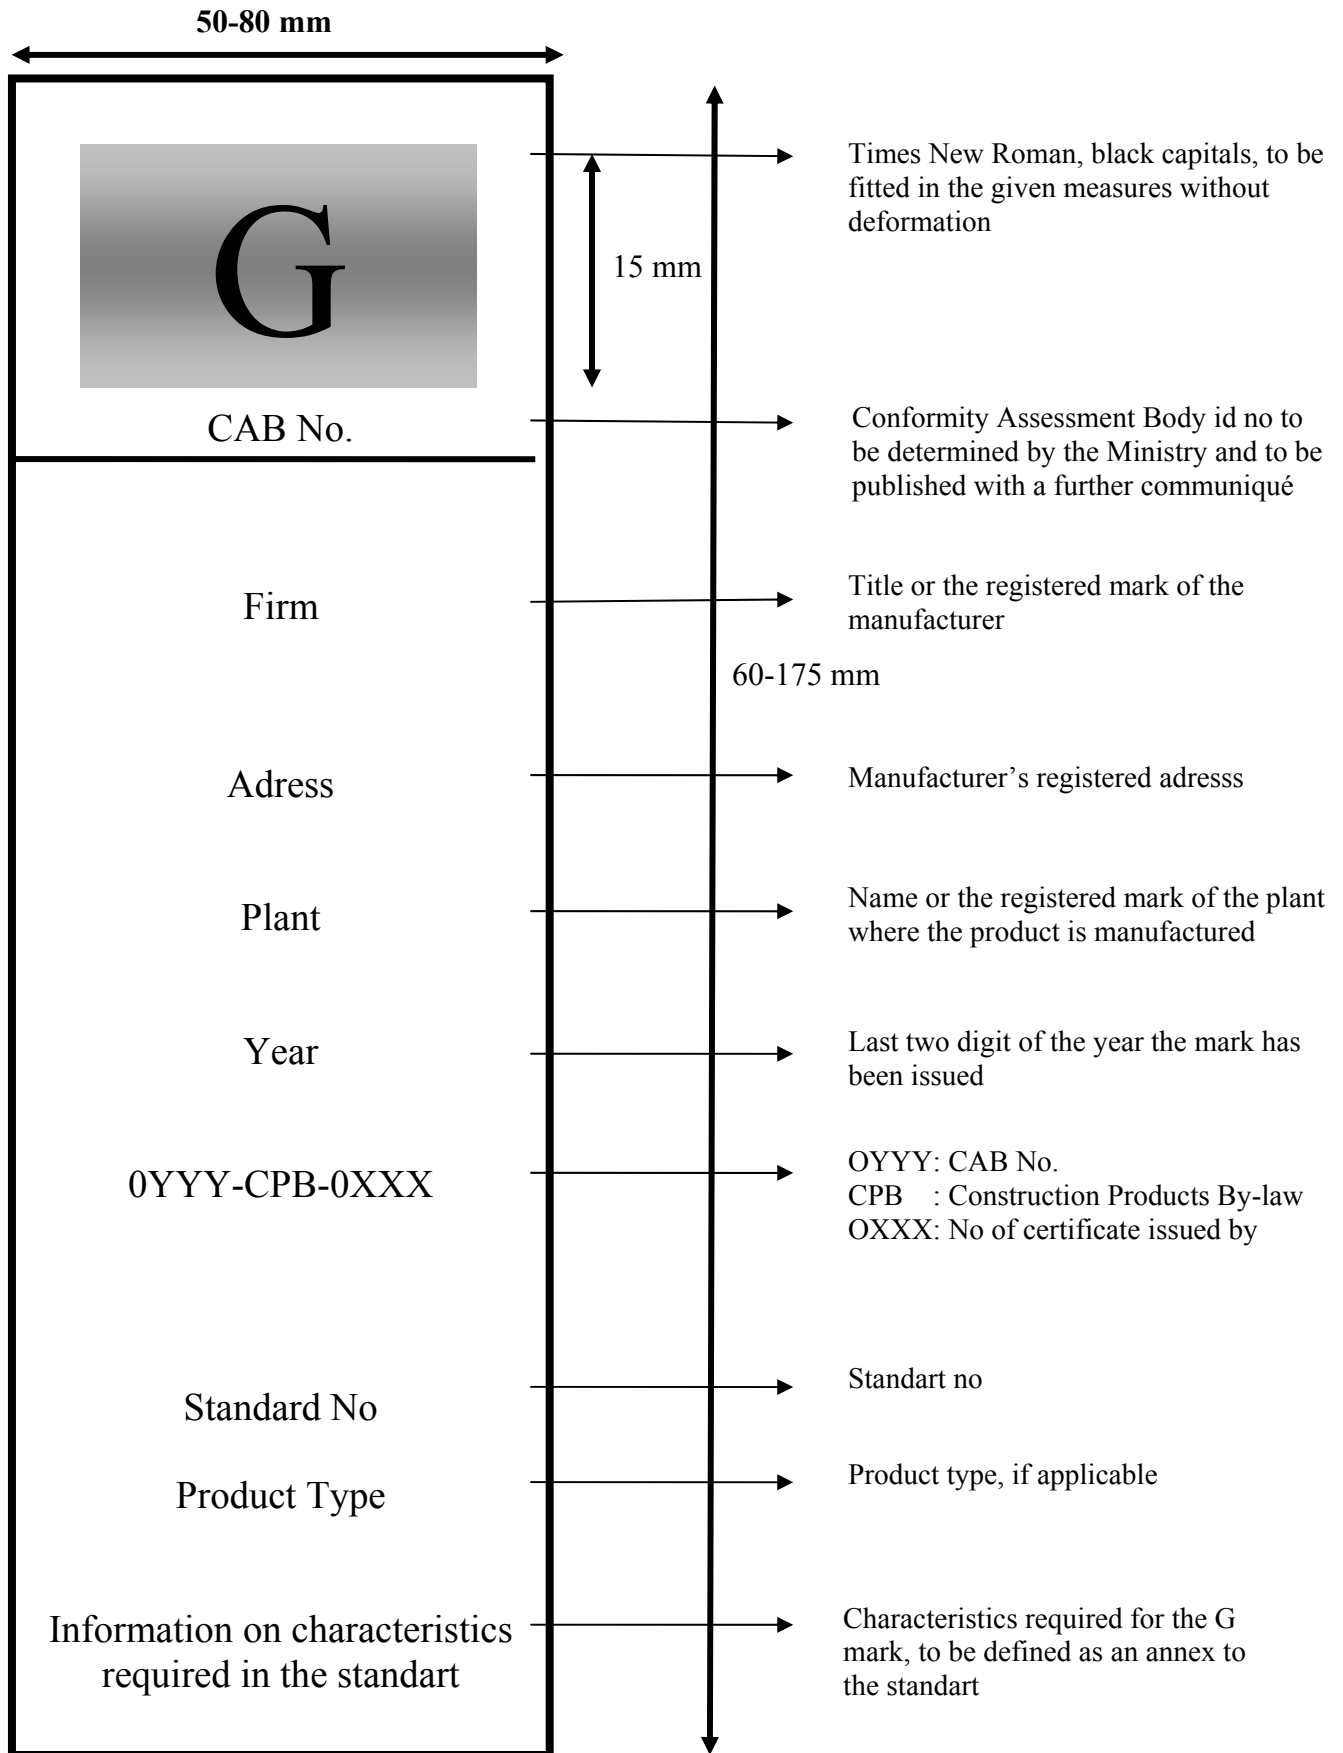 50-80 mm
G
15 mm
Times New Roman, black capitals, to be
fitted in the given measures without
deformation
CAB No.
Conformity Assessment Body id no to
be determined by the Ministry and to be
published with a further communiqué
Firm
Title or the registered mark of the
manufacturer
60-175 mm
Adress
Manufacturer’s registered adresss
Plant
Name or the registered mark of the plant
where the product is manufactured
Year
Last two digit of the year the mark has
been issued
0YYY-CPB-0XXX
OYYY: CAB No.
CPB : Construction Products By-law
OXXX: No of certificate issued by
Standard No
Standart no
Product Type
Product type, if applicable
Information on characteristics
required in the standart
Characteristics required for the G
mark, to be defined as an annex to
the standart